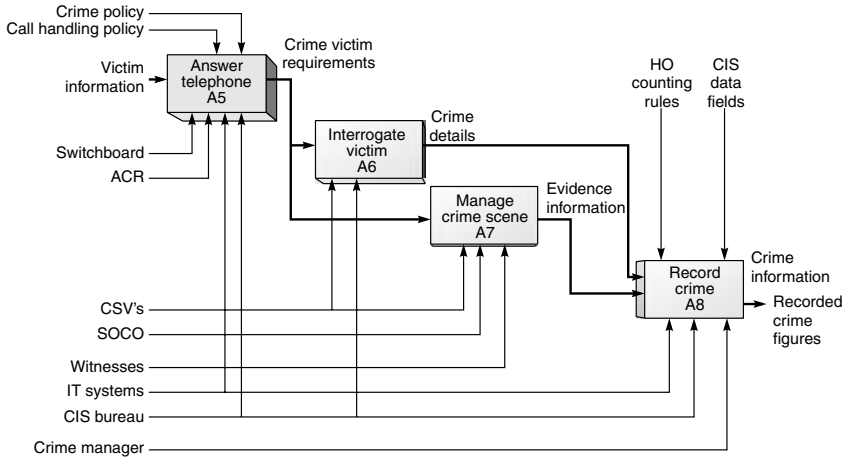 Crime policy
Call handling policy
Victim
information
Answer
telephone
A5
Crime victim
requirements
Switchboard
ACR
Interrogate
victim
A6
Crime
details
HO
counting
rules
CIS
data
fields
Manage
crime scene
A7
Evidence
information
Record
crime
A8
Crime
information
Recorded
crime
figures
CSV's
SOCO
Witnesses
IT systems
CIS bureau
Crime manager